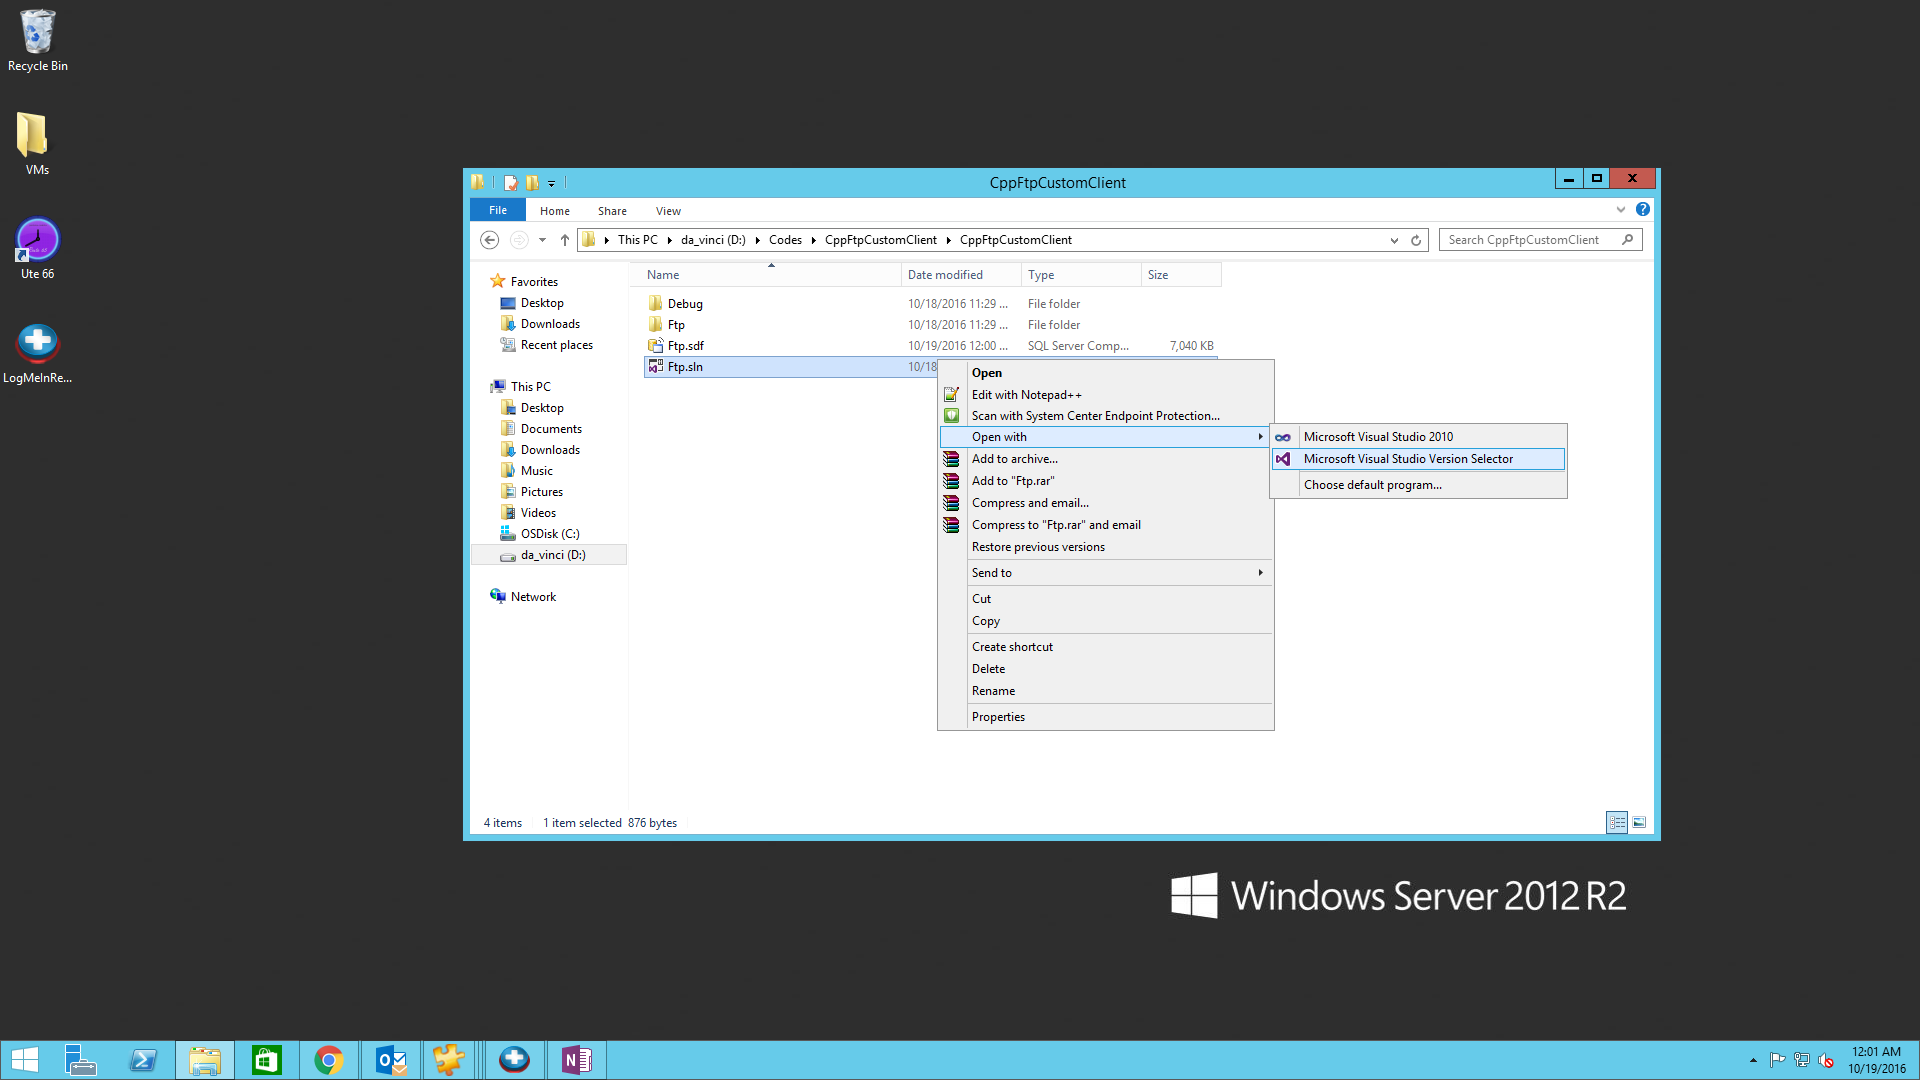 Recycle Bin
VMs
Ute 66
LogMeInRe...
CppFtpCustomClient
File Home Share View
This PC da_vinci (D:) Codes CppFtpCustomClient CppFtpCustomClient
Search CppFtpCustomClient
Favorites
Desktop
Downloads
Recent places
This PC
Desktop
Documents
Downloads
Music
Pictures
Videos
OSDisk (C:)
da_vinci (D:)
Network
Name Date modified Type Size
Debug 10/18/2016 11:29 ... File folder
Ftp 10/18/2016 11:29 ... File folder
Ftp.sdf 10/19/2016 12:00 ... SQL Server Comp... 7,040 KB
Ftp.sln 10/18
Open
Edit with Notepad++
Scan with System Center Endpoint Protection...
Open with
Add to archive...
Add to "Ftp.rar"
Compress and email...
Compress to "Ftp.rar" and email
Restore previous versions
Send to
Cut
Copy
Create shortcut
Delete
Rename
Properties
Microsoft Visual Studio 2010
Microsoft Visual Studio Version Selector
Choose default program...
4 items 1 item selected 876 bytes
Windows Server 2012 R2
12:01 AM
10/19/2016